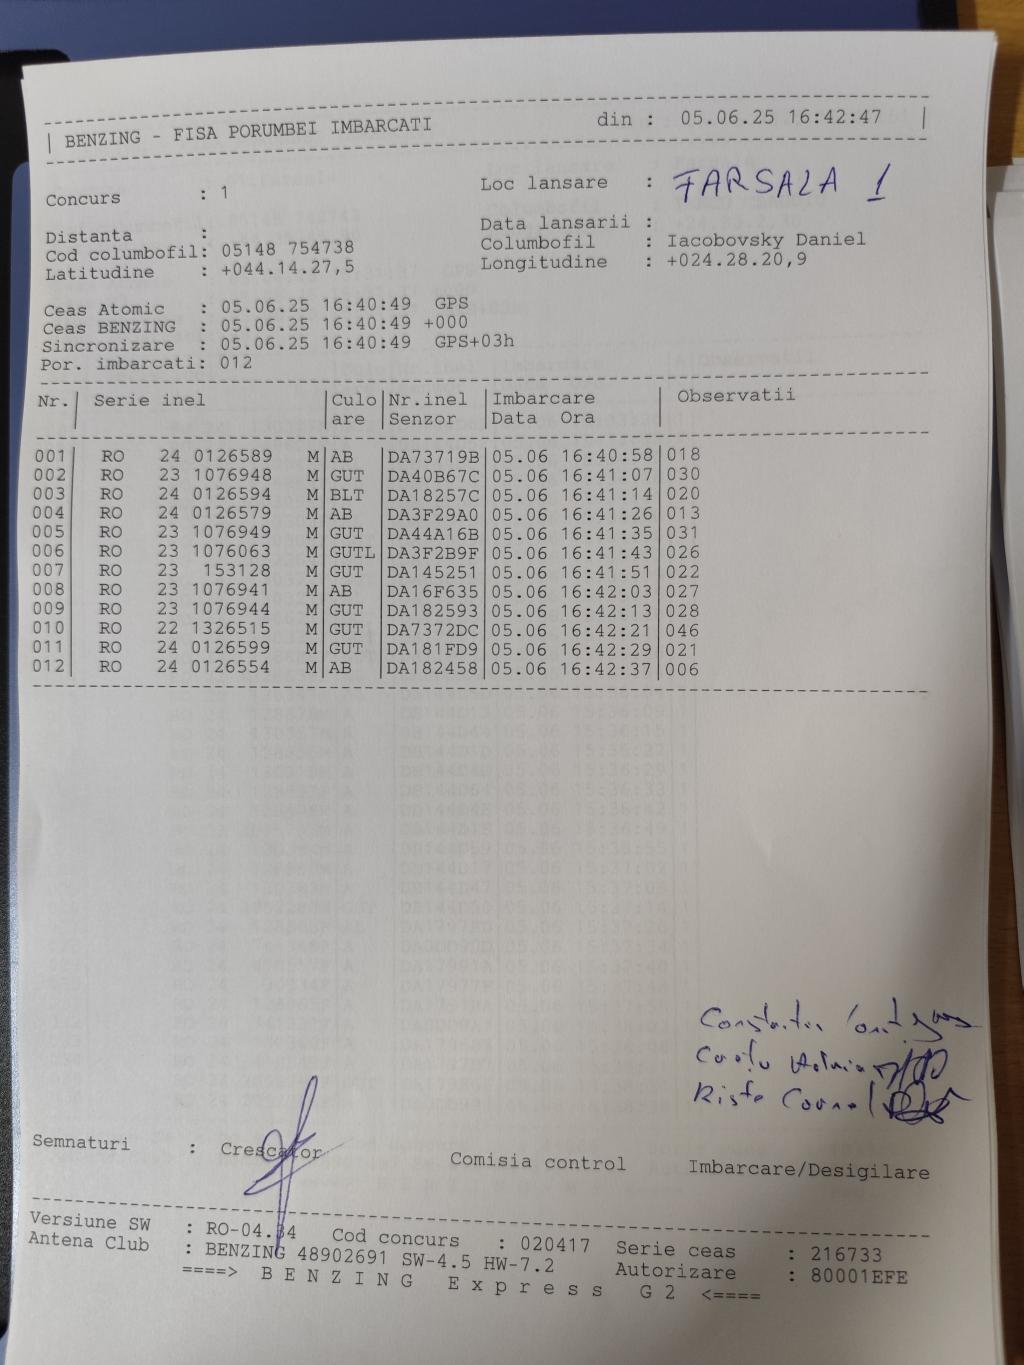 BENZING - FISA PORUMBEI IMBARCATI din : 05.06.25 16:42:47
Concurs : 1 Loc lansare : FARSALA 1
Distanta : Data lansarii :
Cod columbofil: 05148 754738 Columbofil : Iacobovsky Daniel
Latitudine : +044.14.27,5 Longitudine : +024.28.20,9
Ceas Atomic : 05.06.25 16:40:49 GPS
Ceas BENZING : 05.06.25 16:40:49 +000
Sincronizare : 05.06.25 16:40:49 GPS+03h
Por. imbarcati: 012
Nr. Serie inel Culo Nr.inel Imbarcare Observatii
are Senzor Data Ora
001 RO 24 0126589 M AB DA73719B 05.06 16:40:58 018
002 RO 23 1076948 M GUT DA40B67C 05.06 16:41:07 030
003 RO 24 0126594 M BLT DA18257C 05.06 16:41:14 020
004 RO 24 0126579 M AB DA3F29A0 05.06 16:41:26 013
005 RO 23 1076949 M GUT DA44A16B 05.06 16:41:35 031
006 RO 23 1076063 M GUTL DA3F2B9F 05.06 16:41:43 026
007 RO 23 153128 M GUT DA145251 05.06 16:41:51 022
008 RO 23 1076941 M AB DA16F635 05.06 16:42:03 027
009 RO 23 1076944 M GUT DA182593 05.06 16:42:13 028
010 RO 22 1326515 M GUT DA7372DC 05.06 16:42:21 046
011 RO 24 0126599 M GUT DA181FD9 05.06 16:42:29 021
012 RO 24 0126554 M AB DA182458 05.06 16:42:37 006
Constantin
Riste Cornel
Semnaturi : Crescator Comisia control Imbarcare/Desigilare
Versiune SW : RO-04.34 Cod concurs : 020417 Serie ceas : 216733
Antena Club : BENZING 48902691 SW-4.5 HW-7.2 Autorizare : 80001EFE
====> B E N Z I N G E x p r e s s G 2 <====